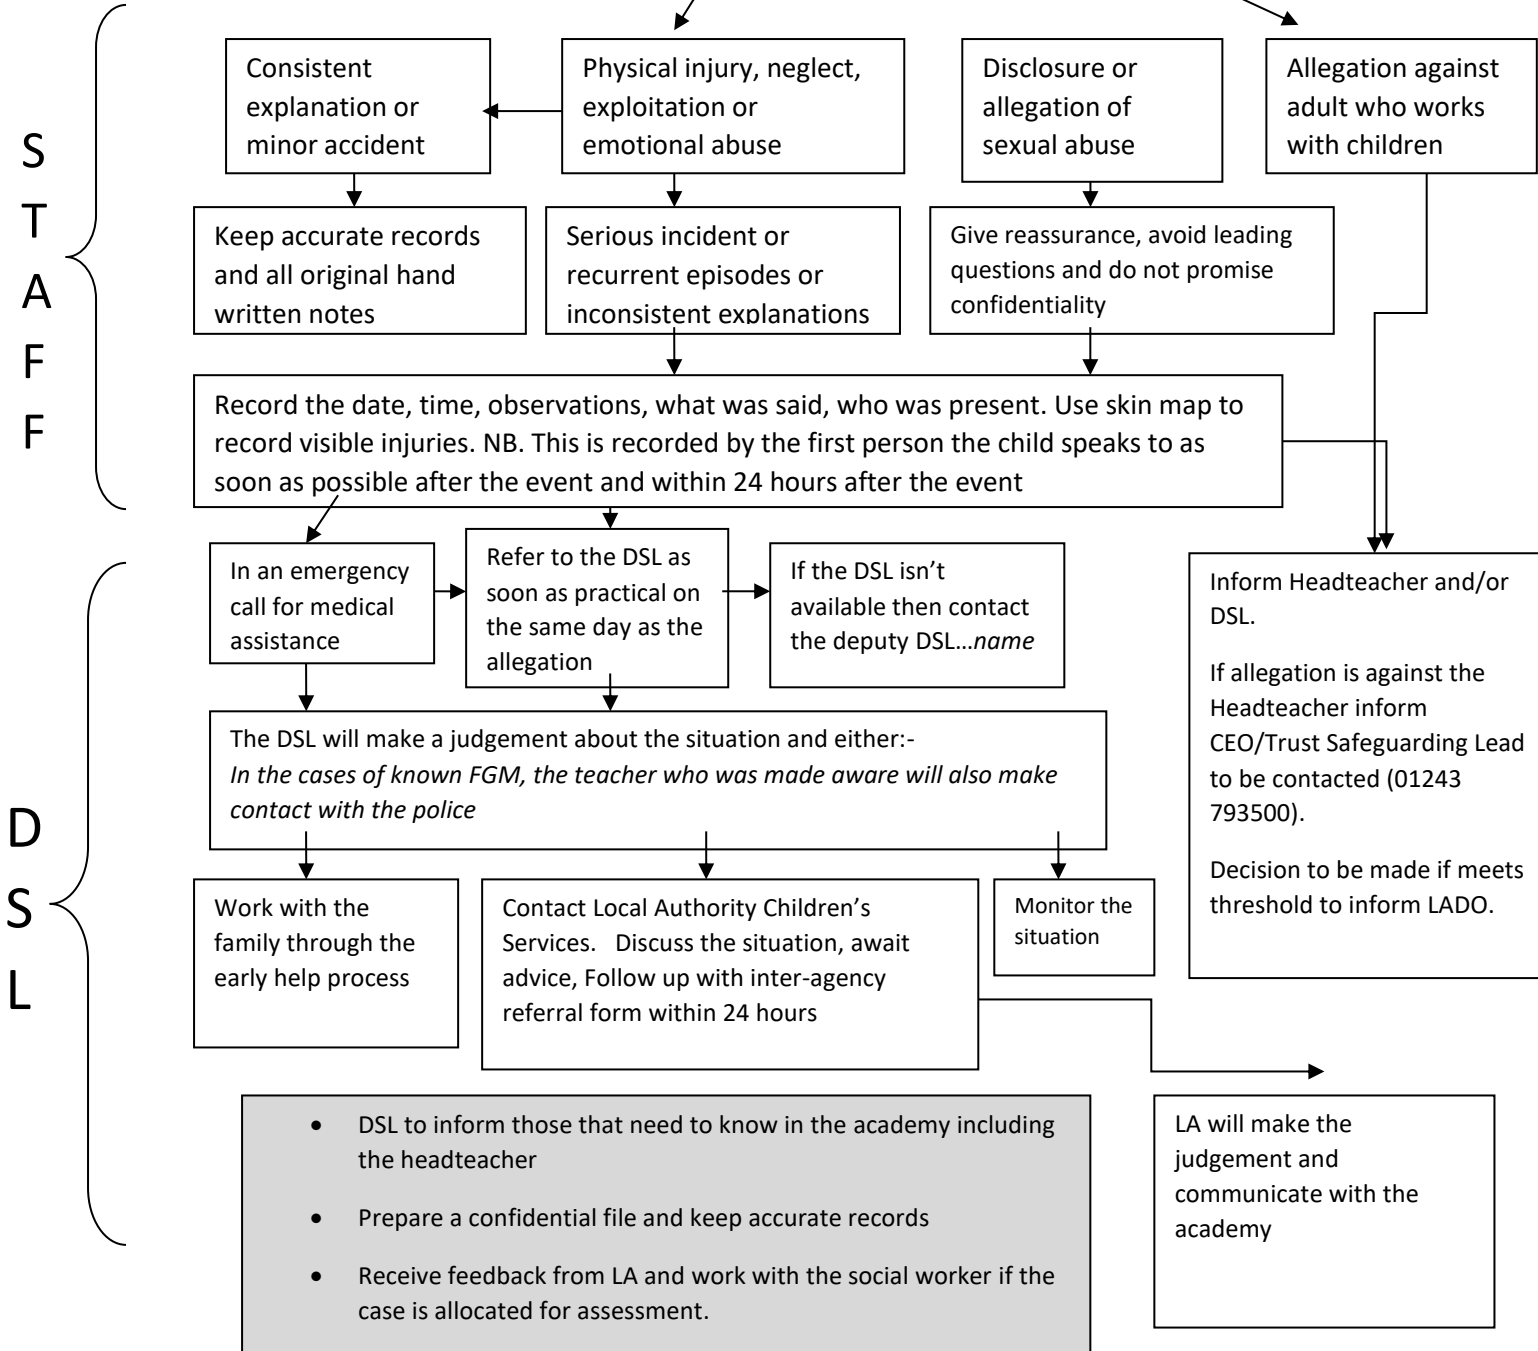 S
T
A
F
F
Consistent
explanation or
minor accident
Physical injury, neglect,
exploitation or
emotional abuse
Disclosure or
allegation of
sexual abuse
Allegation against
adult who works
with children
Keep accurate records
and all original hand
written notes
Serious incident or
recurrent episodes or
inconsistent explanations
Give reassurance, avoid leading
questions and do not promise
confidentiality
Record the date, time, observations, what was said, who was present. Use skin map to
record visible injuries. NB. This is recorded by the first person the child speaks to as
soon as possible after the event and within 24 hours after the event
D
S
L
In an emergency
call for medical
assistance
Refer to the DSL as
soon as practical on
the same day as the
allegation
If the DSL isn’t
available then contact
the deputy DSL…name
Inform Headteacher and/or
DSL.
If allegation is against the
Headteacher inform
CEO/Trust Safeguarding Lead
to be contacted (01243
793500).
Decision to be made if meets
threshold to inform LADO.
The DSL will make a judgement about the situation and either:-
In the cases of known FGM, the teacher who was made aware will also make
contact with the police
Work with the
family through the
early help process
Contact Local Authority Children’s
Services.   Discuss the situation, await
advice, Follow up with inter-agency
referral form within 24 hours
Monitor the
situation
• DSL to inform those that need to know in the academy including
the headteacher
• Prepare a confidential file and keep accurate records
• Receive feedback from LA and work with the social worker if the
case is allocated for assessment.
LA will make the
judgement and
communicate with the
academy